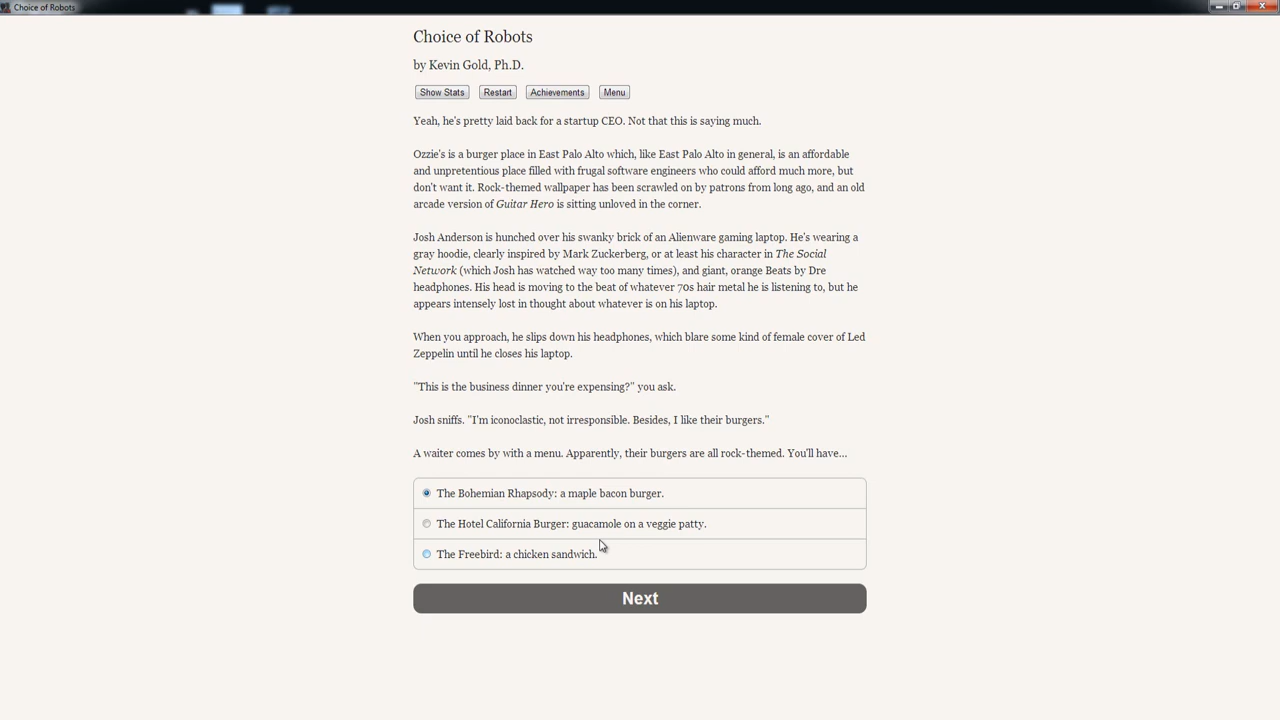 Choice of Robots
Choice of Robots
by Kevin Gold, Ph.D.
Show Stats Restart Achievements Menu
Yeah, he's pretty laid back for a startup CEO. Not that this is saying much.
Ozzie's is a burger place in East Palo Alto which, like East Palo Alto in general, is an affordable
and unpretentious place filled with frugal software engineers who could afford much more, but
don't want it. Rock-themed wallpaper has been scrawled on by patrons from long ago, and an old
arcade version of Guitar Hero is sitting unloved in the corner.
Josh Anderson is hunched over his swanky brick of an Alienware gaming laptop. He's wearing a
gray hoodie, clearly inspired by Mark Zuckerberg, or at least his character in The Social
Network (which Josh has watched way too many times), and giant, orange Beats by Dre
headphones. His head is moving to the beat of whatever 70s hair metal he is listening to, but he
appears intensely lost in thought about whatever is on his laptop.
When you approach, he slips down his headphones, which blare some kind of female cover of Led
Zeppelin until he closes his laptop.
"This is the business dinner you're expensing?" you ask.
Josh sniffs. "I'm iconoclastic, not irresponsible. Besides, I like their burgers."
A waiter comes by with a menu. Apparently, their burgers are all rock-themed. You'll have...
The Bohemian Rhapsody: a maple bacon burger.
The Hotel California Burger: guacamole on a veggie patty.
The Freebird: a chicken sandwich.
Next